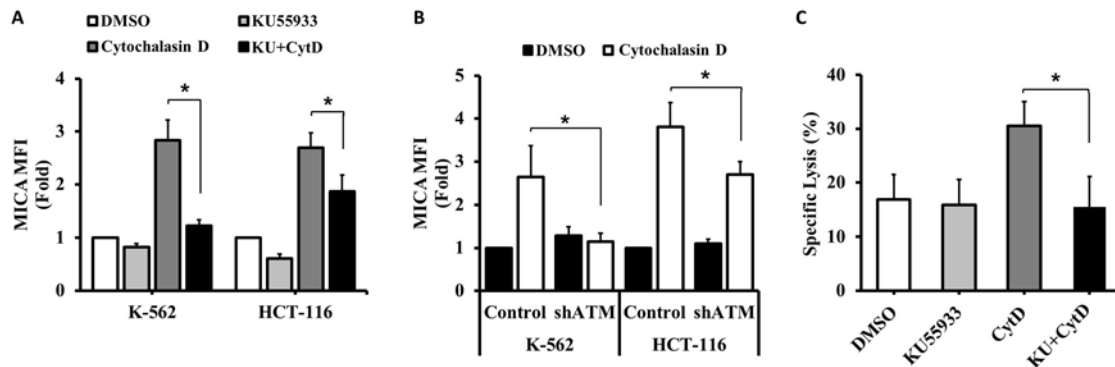 A
DMSO
KU55933
Cytochalasin D
KU+CytD
MICA MFI
(Fold)
4
3
2
1
0
*
*
K-562
HCT-116
B
DMSO
Cytochalasin D
MICA MFI
(Fold)
5
4
3
2
1
0
*
*
Control shATM Control shATM
K-562
HCT-116
C
Specific Lysis (%)
40
30
20
10
0
*
DMSO
KU55933
CytD
KU+CytD